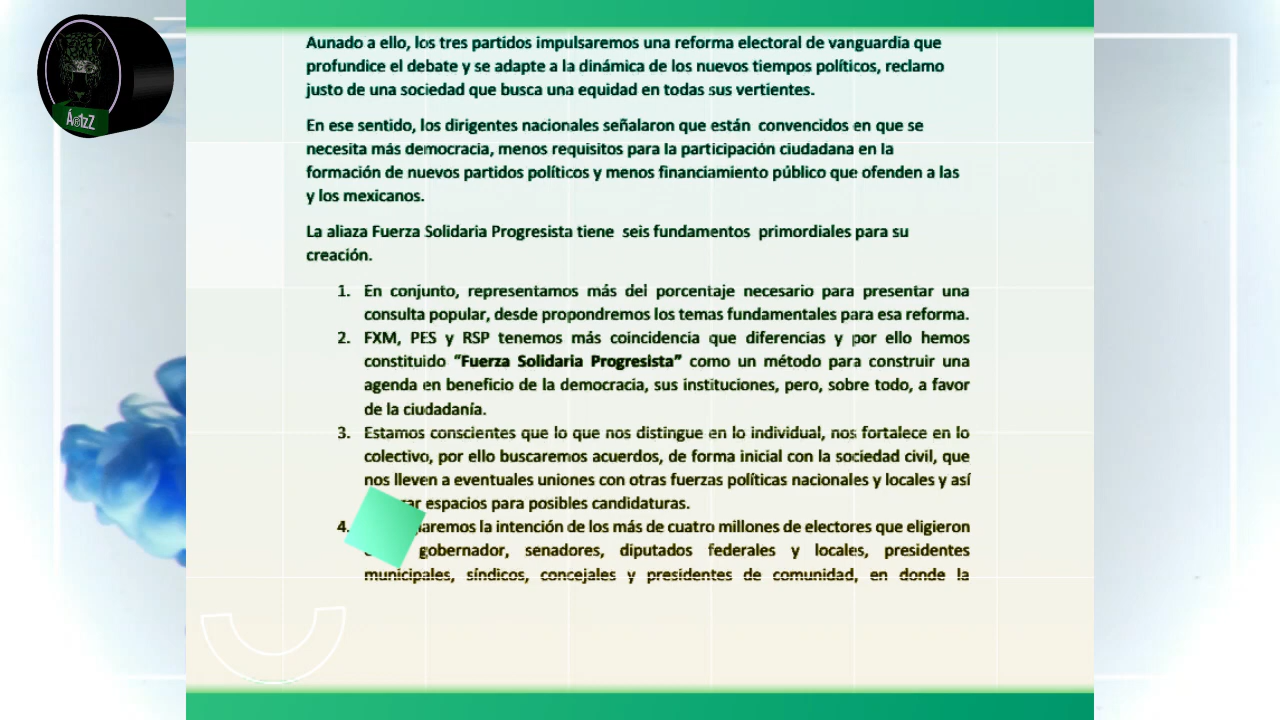 Aunado a ello, los tres partidos impulsaremos una reforma electoral de vanguardia que
profundice el debate y se adapte a la dinámica de los nuevos tiempos políticos, reclamo
justo de una sociedad que busca una equidad en todas sus vertientes.
En ese sentido, los dirigentes nacionales señalaron que están convencidos en que se
necesita más democracia, menos requisitos para la participación ciudadana en la
formación de nuevos partidos políticos y menos financiamiento público que ofenden a las
y los mexicanos.
La aliaza Fuerza Solidaria Progresista tiene seis fundamentos primordiales para su
creación.
1. En conjunto, representamos más del porcentaje necesario para presentar una
consulta popular, desde propondremos los temas fundamentales para esa reforma.
2. FXM, PES y RSP tenemos más coincidencia que diferencias y por ello hemos
constituido "Fuerza Solidaria Progresista" como un método para construir una
agenda en beneficio de la democracia, sus instituciones, pero, sobre todo, a favor
de la ciudadanía.
3. Estamos conscientes que lo que nos distingue en lo individual, nos fortalece en lo
colectivo, por ello buscaremos acuerdos, de forma inicial con la sociedad civil, que
nos lleven a eventuales uniones con otras fuerzas políticas nacionales y locales y así
espacios para posibles candidaturas.
4. la intención de los más de cuatro millones de electores que eligieron
gobernador, senadores, diputados federales y locales, presidentes
municipales, síndicos, concejales y presidentes de comunidad, en donde la